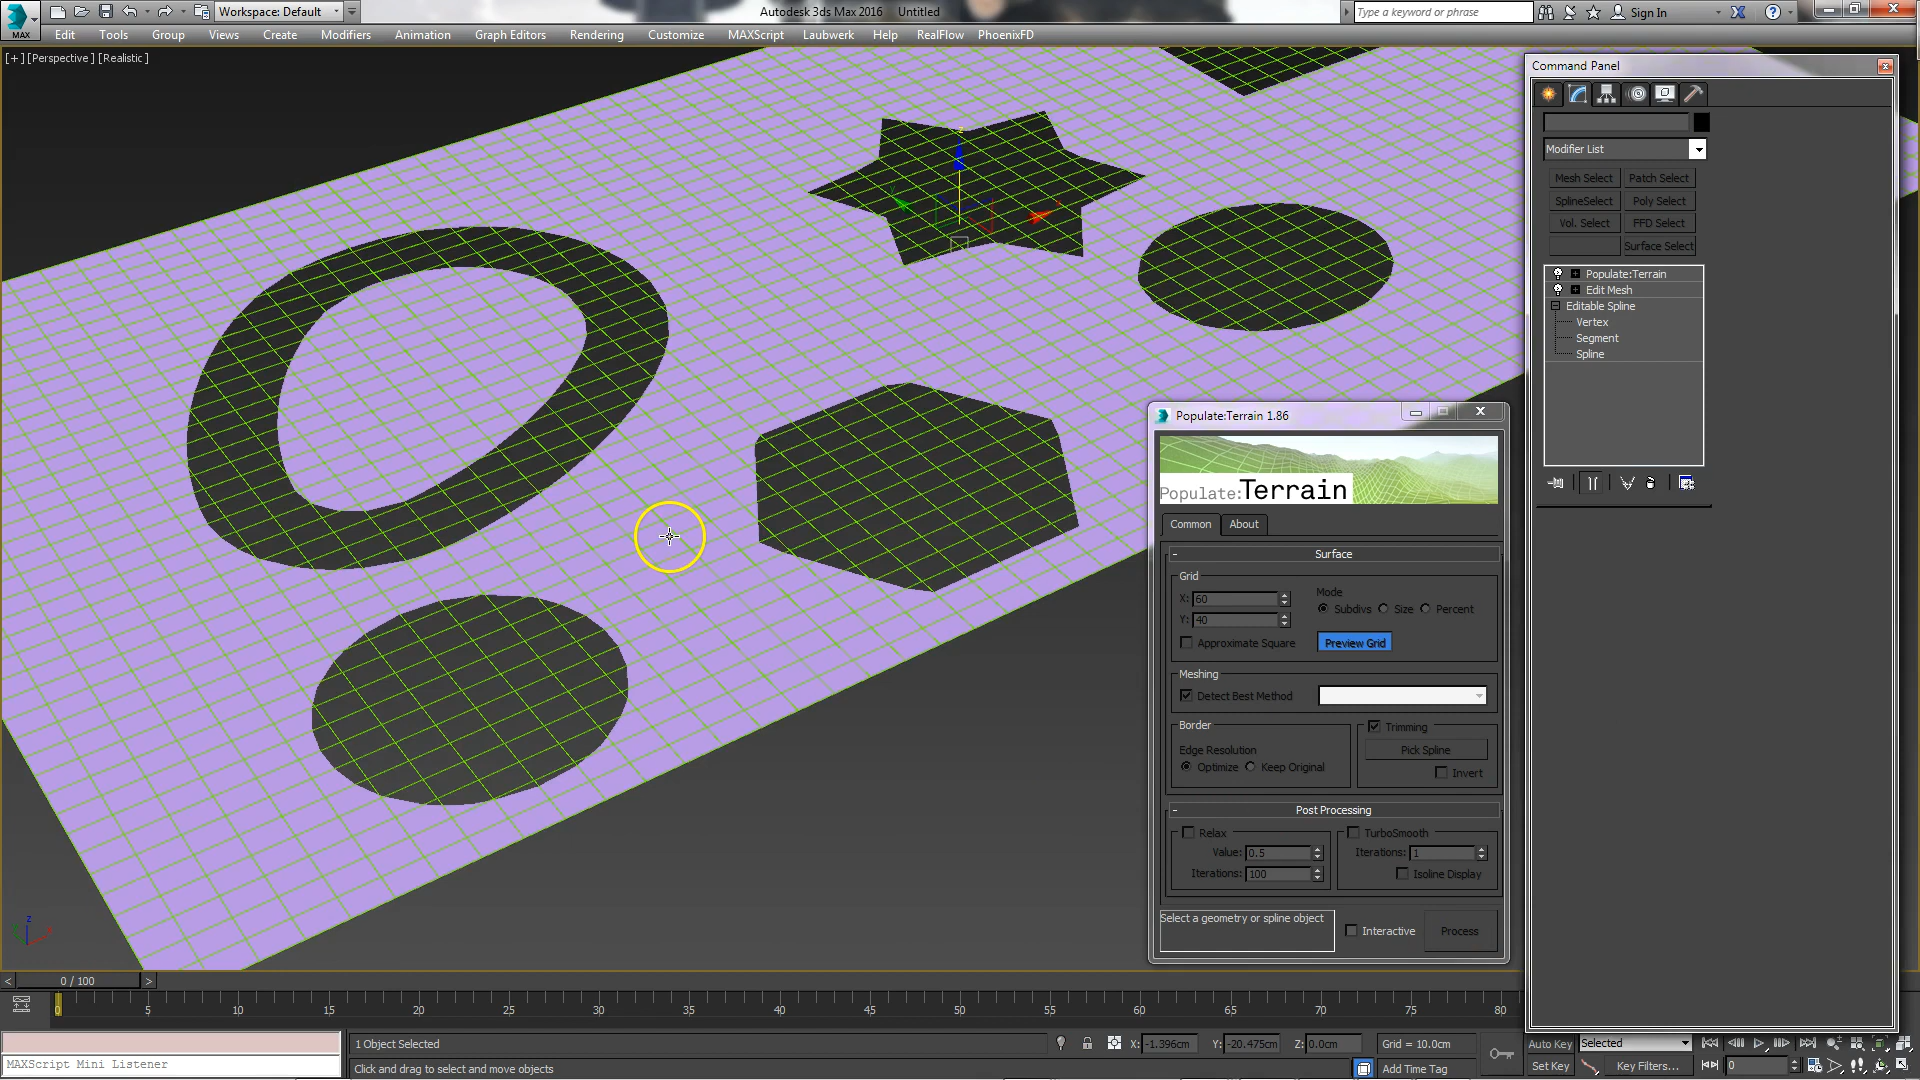 MAX
Workspace: Default
Autodesk 3ds Max 2016 Untitled
Type a keyword or phrase
Sign In
Edit Tools Group Views Create Modifiers Animation Graph Editors Rendering Customize MAXScript Laubwerk Help RealFlow PhoenixFD
[+] [Perspective] [Realistic]
Command Panel
Modifier List
Mesh Select Patch Select
SplineSelect Poly Select
Vol. Select FFD Select
Surface Select
Populate:Terrain
Edit Mesh
Editable Spline
Vertex
Segment
Spline
Populate:Terrain 1.86
Populate:Terrain
Common About
- Surface
Grid
X: 60
Y: 40
Mode
Subdivs Size Percent
Approximate Square Preview Grid
Meshing
Detect Best Method
Border
Edge Resolution
Optimize Keep Original
Trimming
Pick Spline
Invert
- Post Processing
Relax
Value: 0.5
Iterations: 100
TurboSmooth
Iterations: 1
Isoline Display
Select a geometry or spline object
Interactive Process
z
z
< 0 / 100 >
0 5 10 15 20 25 30 35 40 45 50 55 60 65 70 75 80
MAXScript Mini Listener
1 Object Selected
Click and drag to select and move objects
X: -1.396cm Y: -20.475cm Z: 0.0cm Grid = 10.0cm
Add Time Tag
Auto Key Selected
Set Key Key Filters...
0